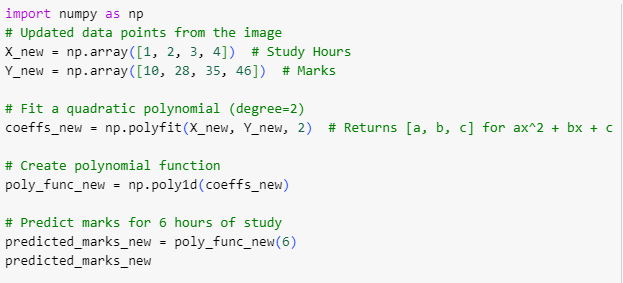 import numpy as np
# Updated data points from the image
X_new = np.array([1, 2, 3, 4])  # Study Hours
Y_new = np.array([10, 28, 35, 46])  # Marks
# Fit a quadratic polynomial (degree=2)
coeffs_new = np.polyfit(X_new, Y_new, 2)  # Returns [a, b, c] for ax^2 + bx + c
# Create polynomial function
poly_func_new = np.poly1d(coeffs_new)
# Predict marks for 6 hours of study
predicted_marks_new = poly_func_new(6)
predicted_marks_new